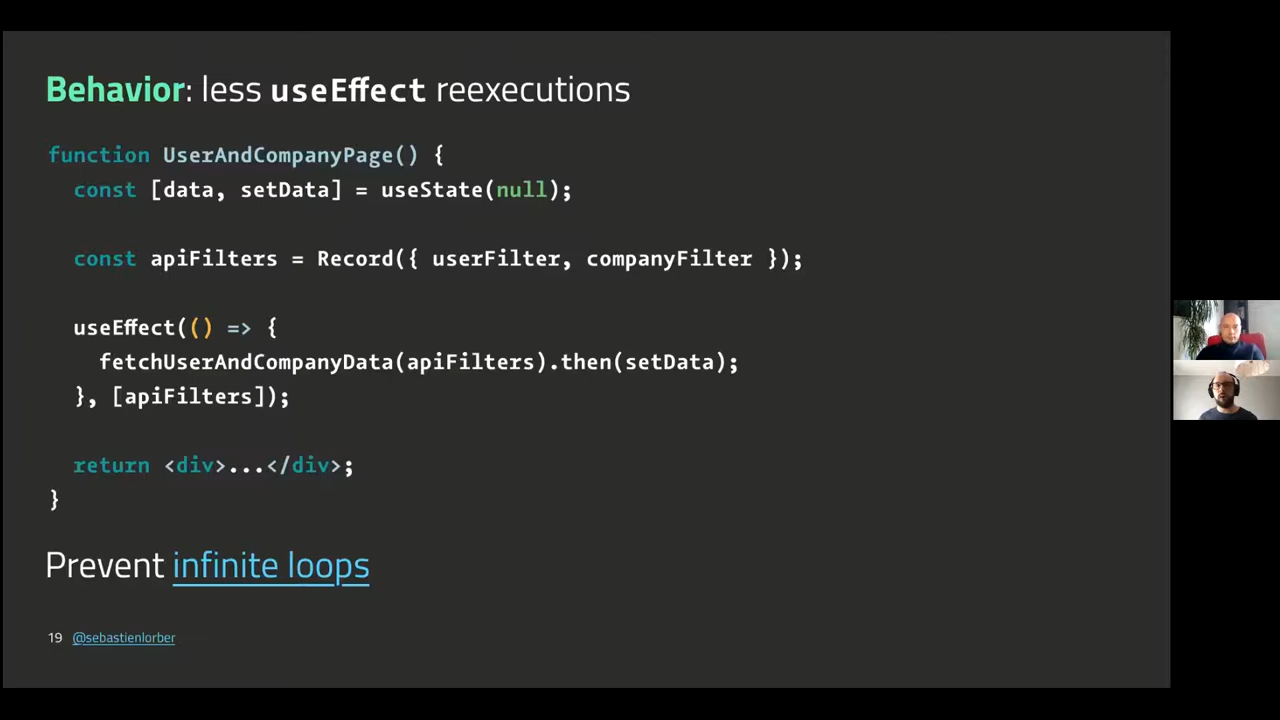 Behavior: less useEffect reexecutions
function UserAndCompanyPage() {
const [data, setData] = useState(null);
const apiFilters = Record({ userFilter, companyFilter });
useEffect(() => {
fetchUserAndCompanyData(apiFilters).then(setData);
}, [apiFilters]);
return <div>...</div>;
}
Prevent infinite loops
19 @sebastienlorber